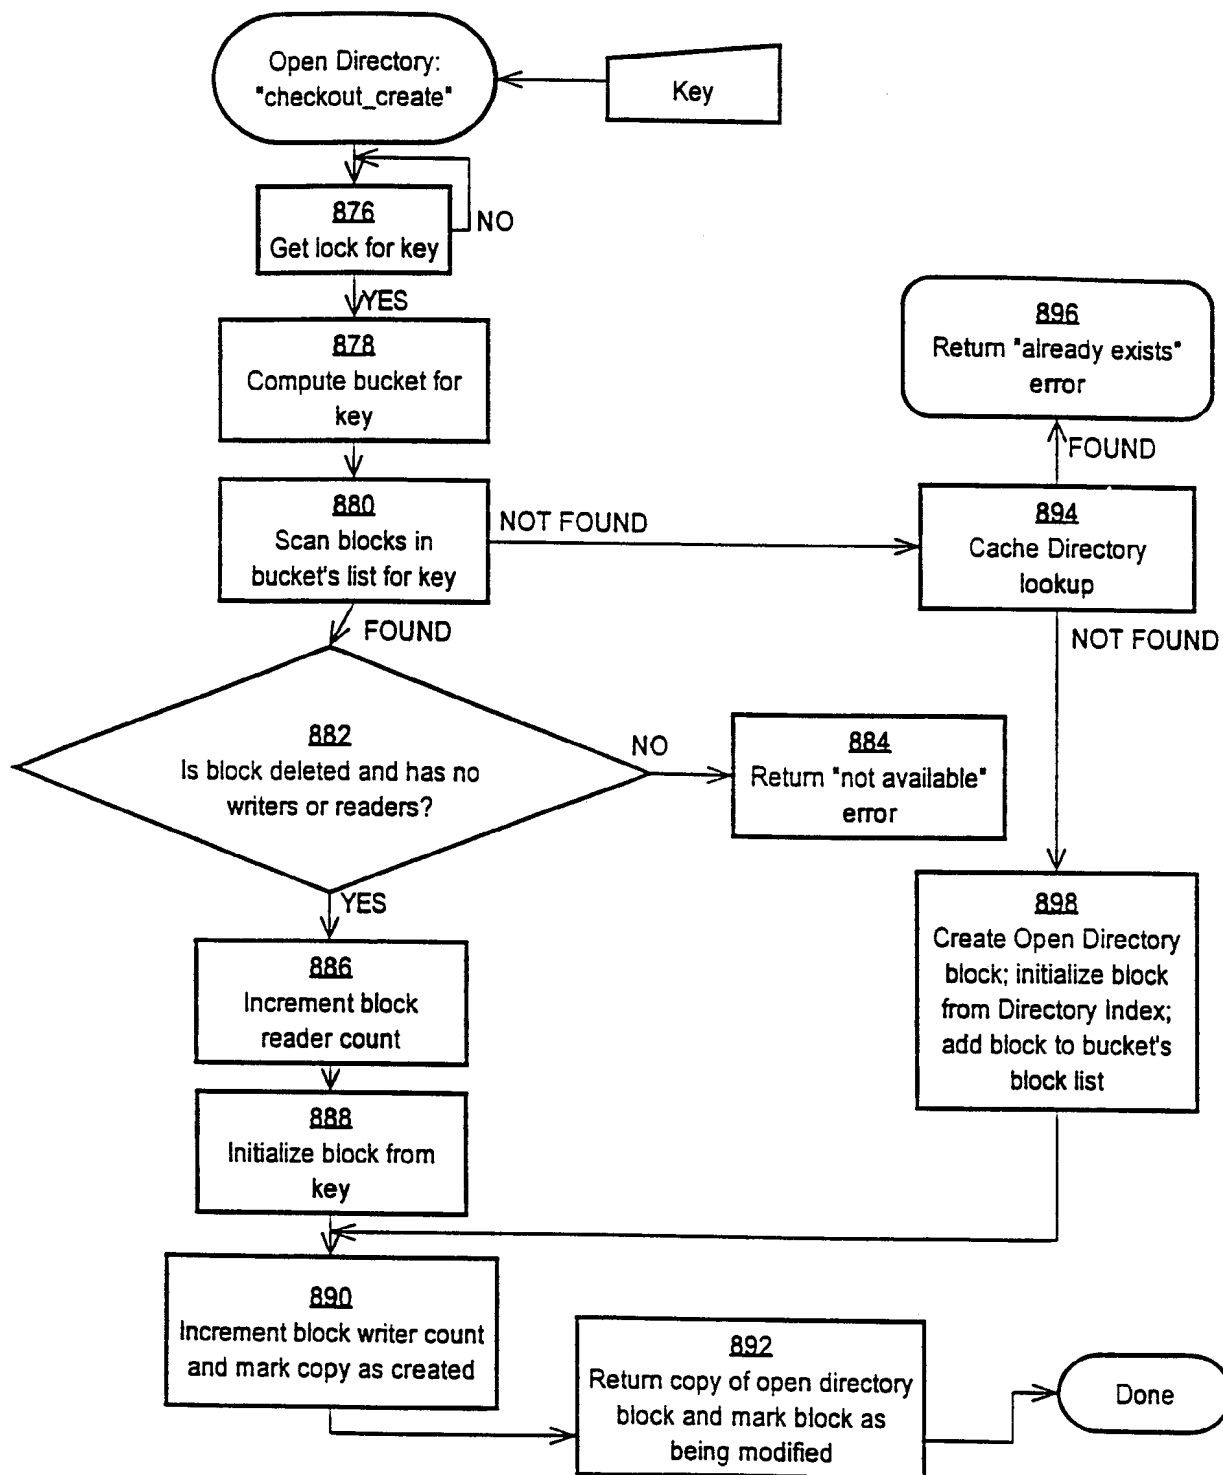 Open Directory:
"checkout_create"
Key
876
Get lock for key
NO
YES
878
Compute bucket for
key
880
Scan blocks in
bucket's list for key
NOT FOUND
FOUND
896
Return "already exists"
error
FOUND
894
Cache Directory
lookup
NOT FOUND
882
Is block deleted and has no
writers or readers?
NO
884
Return "not available"
error
YES
886
Increment block
reader count
888
Initialize block from
key
898
Create Open Directory
block; initialize block
from Directory Index;
add block to bucket's
block list
890
Increment block writer count
and mark copy as created
892
Return copy of open directory
block and mark block as
being modified
Done